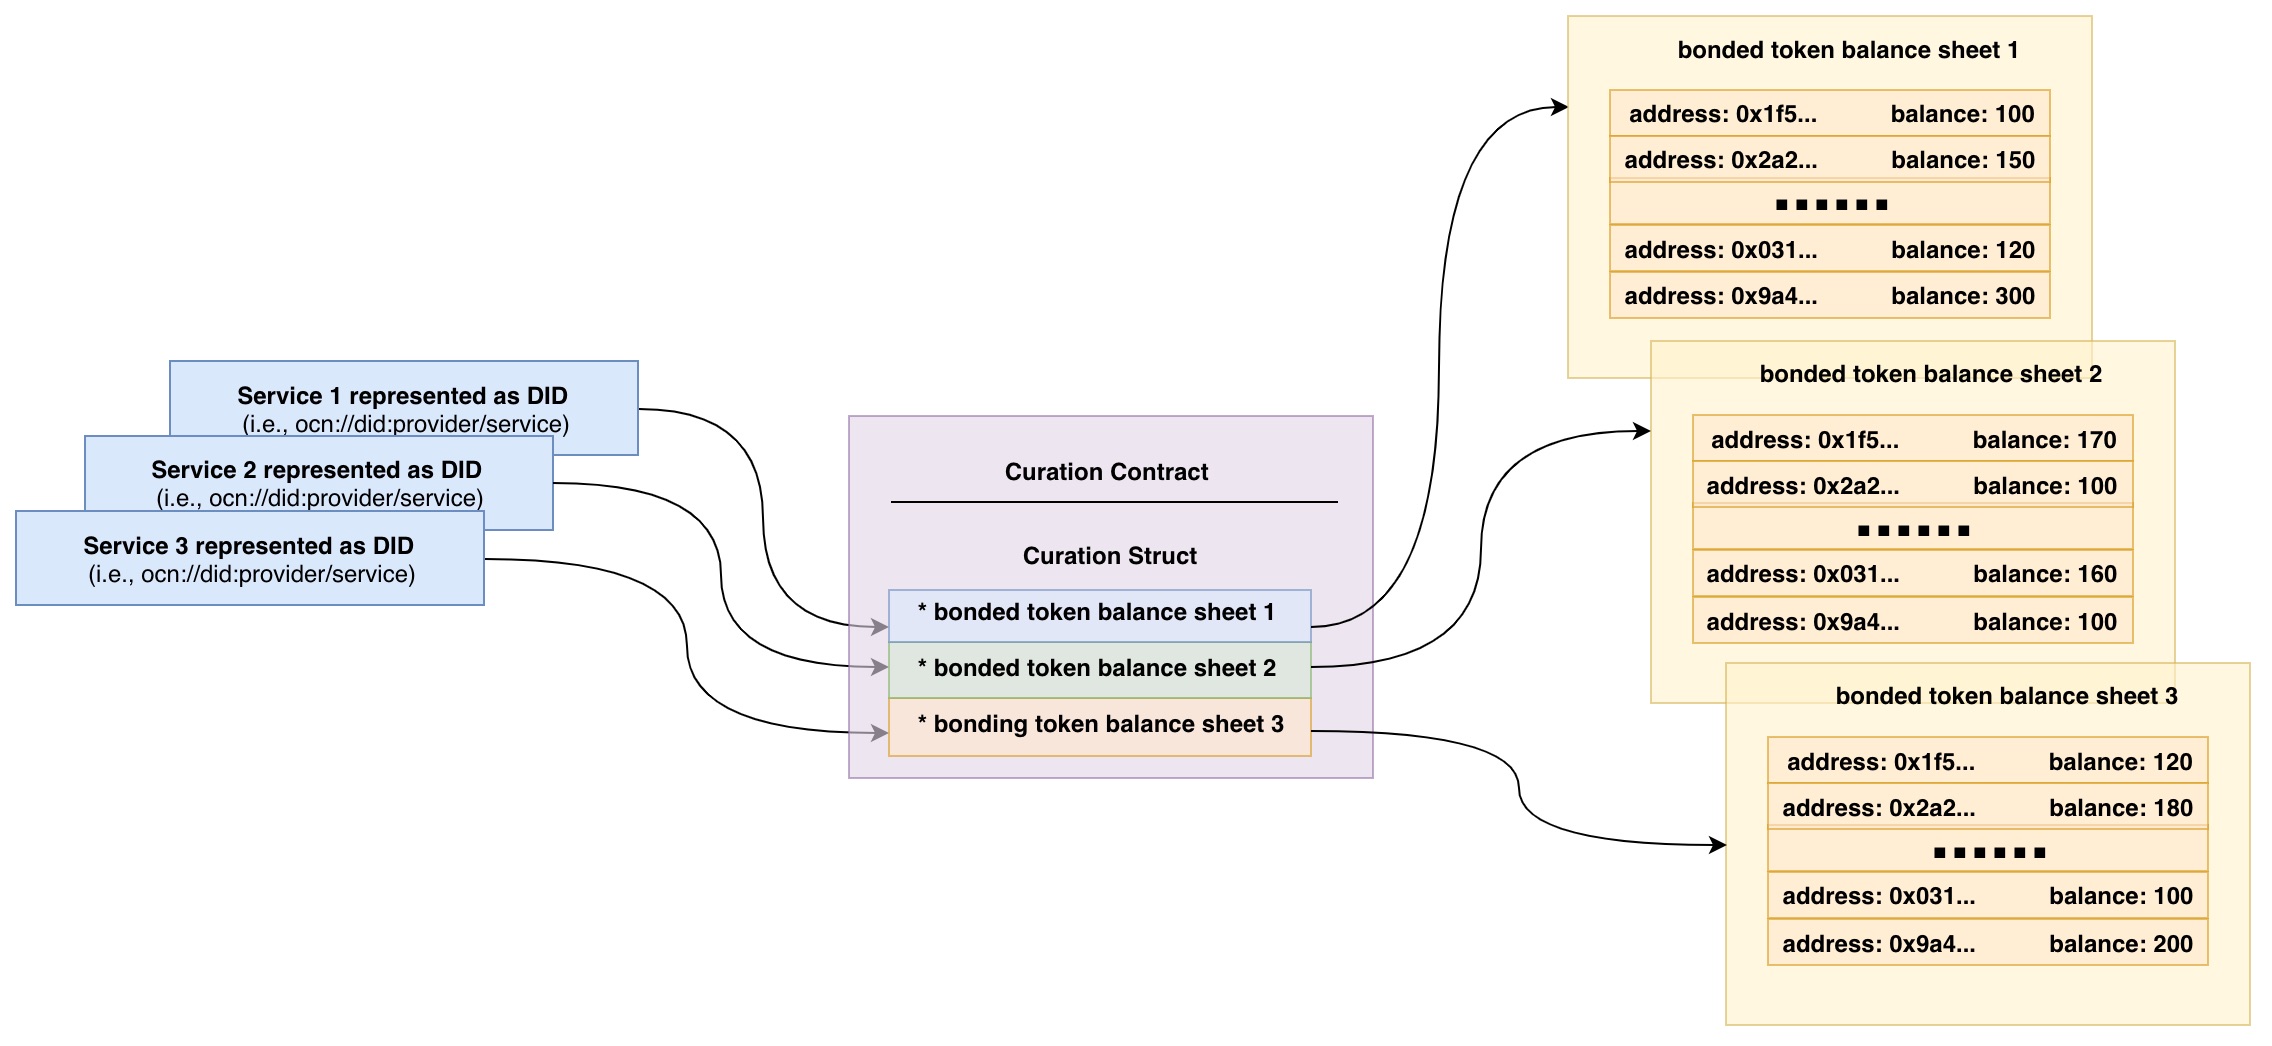 Service 1 represented as DID
(i.e., ocn://did:provider/service)
Service 2 represented as DID
(i.e., ocn://did:provider/service)
Service 3 represented as DID
(i.e., ocn://did:provider/service)
Curation Contract
Curation Struct
* bonded token balance sheet 1
* bonded token balance sheet 2
* bonding token balance sheet 3
bonded token balance sheet 1
address: 0x1f5... balance: 100
address: 0x2a2... balance: 150
......
address: 0x031... balance: 120
address: 0x9a4... balance: 300
bonded token balance sheet 2
address: 0x1f5... balance: 170
address: 0x2a2... balance: 100
......
address: 0x031... balance: 160
address: 0x9a4... balance: 100
bonded token balance sheet 3
address: 0x1f5... balance: 120
address: 0x2a2... balance: 180
......
address: 0x031... balance: 100
address: 0x9a4... balance: 200